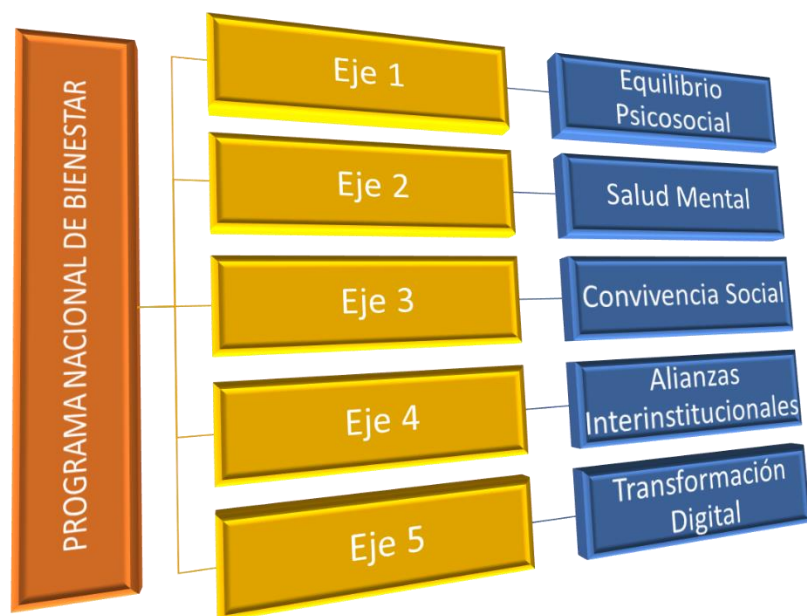 PROGRAMA NACIONAL DE BIENESTAR
Eje 1
Equilibrio
Psicosocial
Eje 2
Salud Mental
Eje 3
Convivencia Social
Eje 4
Alianzas
Interinstitucionales
Eje 5
Transformación
Digital